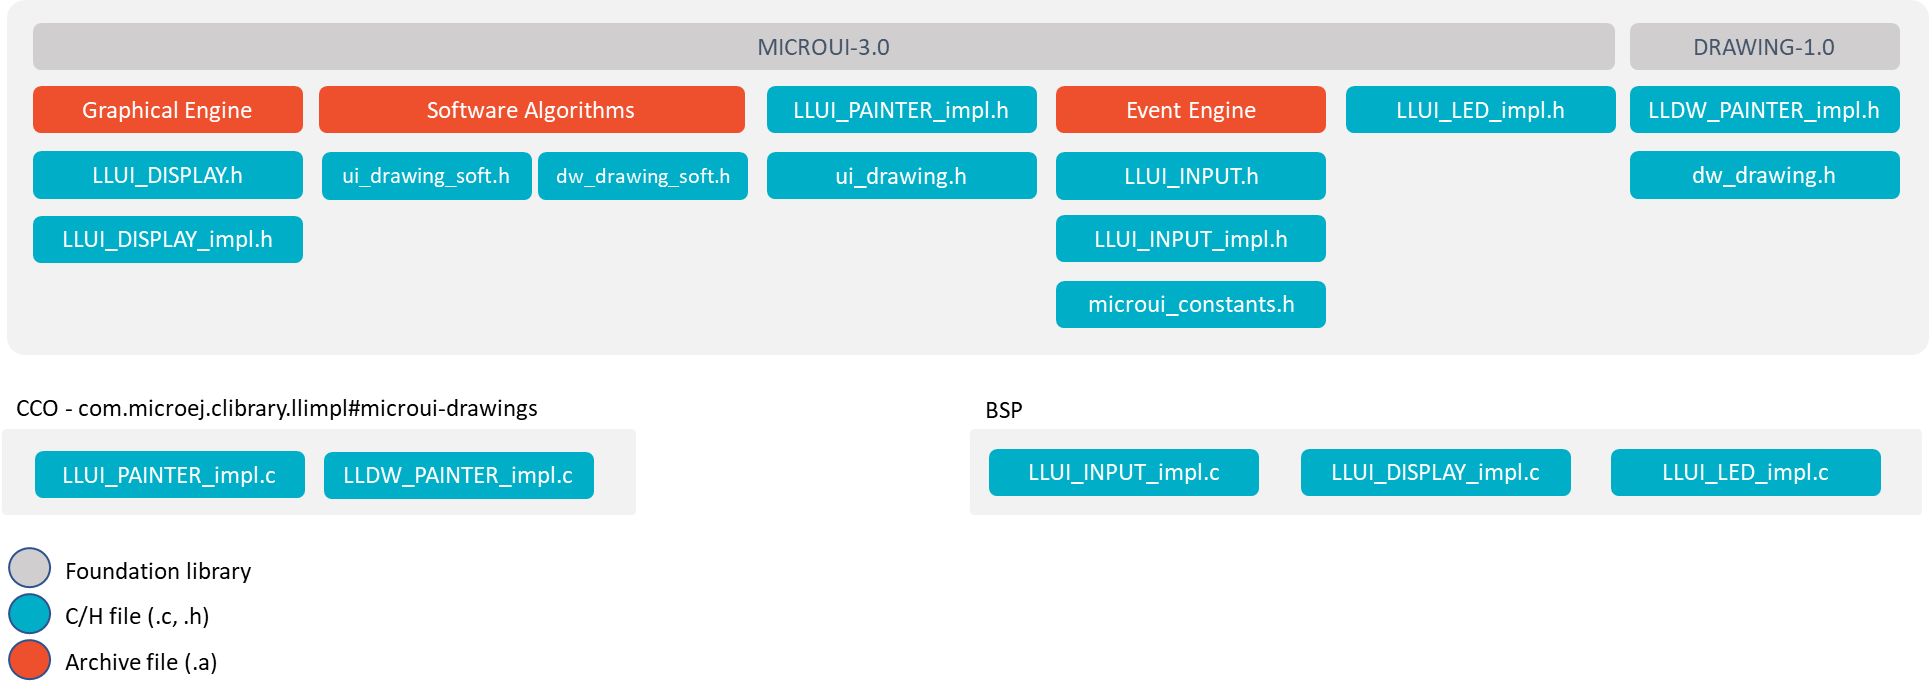 MICROUI-3.0
DRAWING-1.0
Graphical Engine
Software Algorithms
LLUI_PAINTER_impl.h
Event Engine
LLUI_LED_impl.h
LLDW_PAINTER_impl.h
LLUI_DISPLAY.h
ui_drawing_soft.h
dw_drawing_soft.h
ui_drawing.h
LLUI_INPUT.h
dw_drawing.h
LLUI_DISPLAY_impl.h
LLUI_INPUT_impl.h
microui_constants.h
CCO - com.microej.clibrary.llimpl#microui-drawings
LLUI_PAINTER_impl.c
LLDW_PAINTER_impl.c
BSP
LLUI_INPUT_impl.c
LLUI_DISPLAY_impl.c
LLUI_LED_impl.c
Foundation library
C/H file (.c, .h)
Archive file (.a)